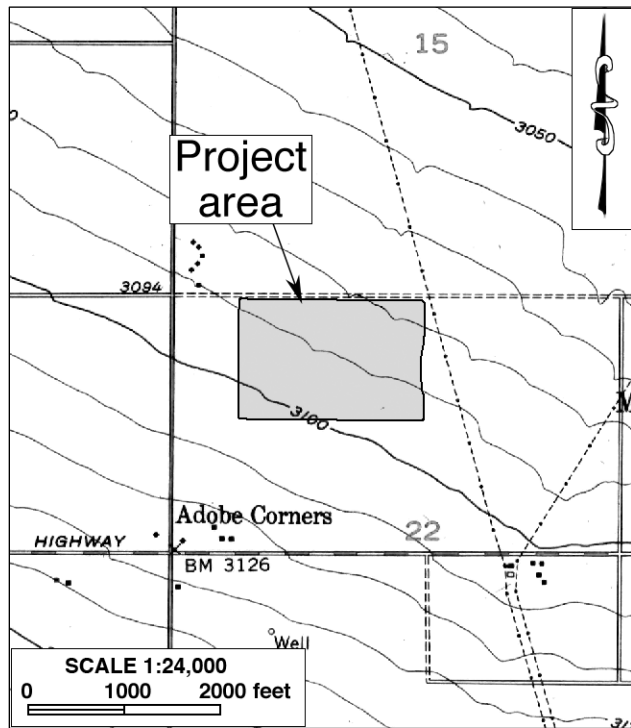 15
3050
Project
area
3094
3100
M
Adobe Corners
22
HIGHWAY
BM 3126
Well
SCALE 1:24,000
0 1000 2000 feet